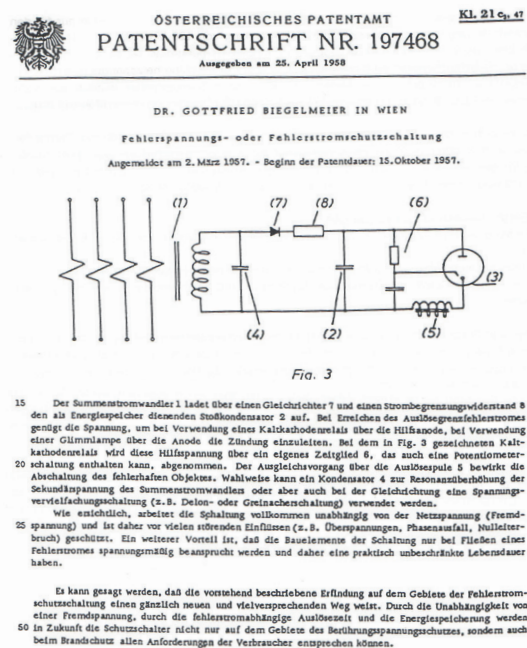 ÖSTERREICHISCHES PATENTAMT
Kl. 21 c₂, 47
PATENTSCHRIFT NR. 197468
Ausgegeben am 25. April 1958
DR. GOTTFRIED BIEGELMEIER IN WIEN
Fehlerspannungs- oder Fehlerstromschutzschaltung
Angemeldet am 2. März 1957. - Beginn der Patentdauer: 15. Oktober 1957.
(1) (7) (8) (6)
(3)
(4) (2) (5)
Fig. 3
15 Der Summenstromwandler 1 ladet über einen Gleichrichter 7 und einen Strombegrenzungswiderstand 8
den als Energiespeicher dienenden Stoßkondensator 2 auf. Bei Erreichen des Auslösegrenzfehlerstromes
genügt die Spannung, um bei Verwendung eines Kaltkathodenrelais über die Hilfsanode, bei Verwendung
einer Glimmlampe über die Anode die Zündung einzuleiten. Bei dem in Fig. 3 gezeichneten Kalt-
kathodenrelais wird diese Hilfsspannung über ein eigenes Zeitglied 6, das auch eine Potentiometer-
20 schaltung enthalten kann, abgenommen. Der Ausgleichsvorgang über die Auslösespule 5 bewirkt die
Abschaltung des fehlerhaften Objektes. Wahlweise kann ein Kondensator 4 zur Resonanzüberhöhung der
Sekundärspannung des Summenstromwandlers oder aber auch bei der Gleichrichtung eine Spannungs-
vervielfachungsschaltung (z. B. Delon- oder Greinacherschaltung) verwendet werden.
Wie ersichtlich, arbeitet die Schaltung vollkommen unabhängig von der Netzspannung (Fremd-
25 spannung) und ist daher vor vielen störenden Einflüssen (z. B. Überspannungen, Phasenausfall, Nulleiter-
bruch) geschützt. Ein weiterer Vorteil ist, daß die Bauelemente der Schaltung nur bei Fließen eines
Fehlerstromes spannungsmäßig beansprucht werden und daher eine praktisch unbeschränkte Lebensdauer
haben.
Es kann gesagt werden, daß die vorstehend beschriebene Erfindung auf dem Gebiete der Fehlerstrom-
schutzschaltung einen gänzlich neuen und vielversprechenden Weg weist. Durch die Unabhängigkeit von
einer Fremdspannung, durch die fehlerstromabhängige Auslösezeit und die Energiespeicherung werden
50 in Zukunft die Schutzschalter nicht nur auf dem Gebiete des Berührungsspannungsschutzes, sondern auch
beim Brandschutz allen Anforderungen der Verbraucher entsprechen können.